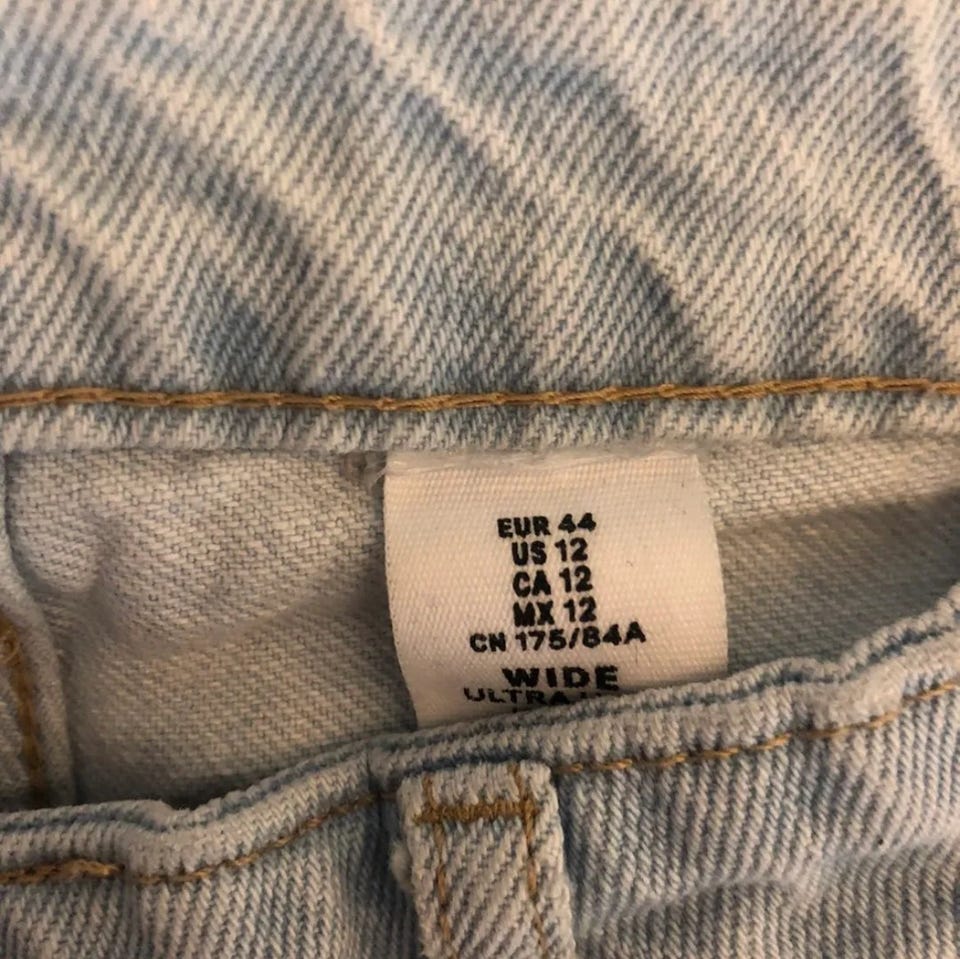 EUR 44
US 12
CA 12
MX 12
CN 175/84A
WIDE